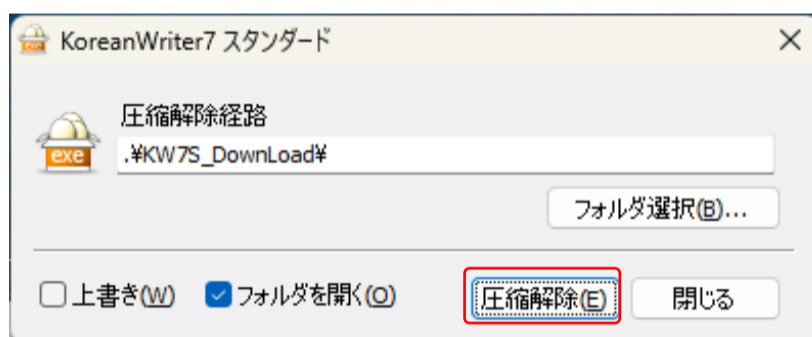 KoreanWriter7 スタンダード
圧縮解除経路
exe
.¥KW7S_DownLoad¥
フォルダ選択(B)...
上書き(W) フォルダを開く(O) 圧縮解除(E) 閉じる